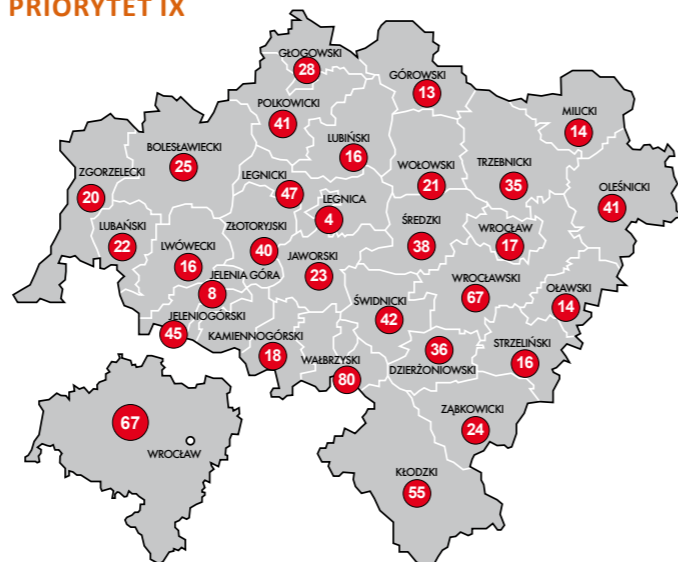 PRIORYTET IX
GŁOGOWSKI
28
GÓROWSKI
13
POLKOWICKI
41
MILICKI
14
LUBIŃSKI
16
BOLESŁAWIECKI
25
WOŁOWSKI
21
TRZEBNICKI
35
ZGORZELECKI
20
LEGNICKI
47
OLEŚNICKI
41
LEGNICA
4
LUBAŃSKI
22
ZŁOTORYJSKI
40
ŚREDZKI
38
WROCŁAW
17
LWÓWECKI
16
JAWORSKI
23
JELENIA GÓRA
8
WROCŁAWSKI
67
OŁAWSKI
14
ŚWIDNICKI
42
JELENIOGÓRSKI
45
KAMIENNOGÓRSKI
18
STRZELIŃSKI
16
36
DZIERŻONIOWSKI
WAŁBRZYSKI
80
ZĄBKOWICKI
24
67
WROCŁAW
KŁODZKI
55